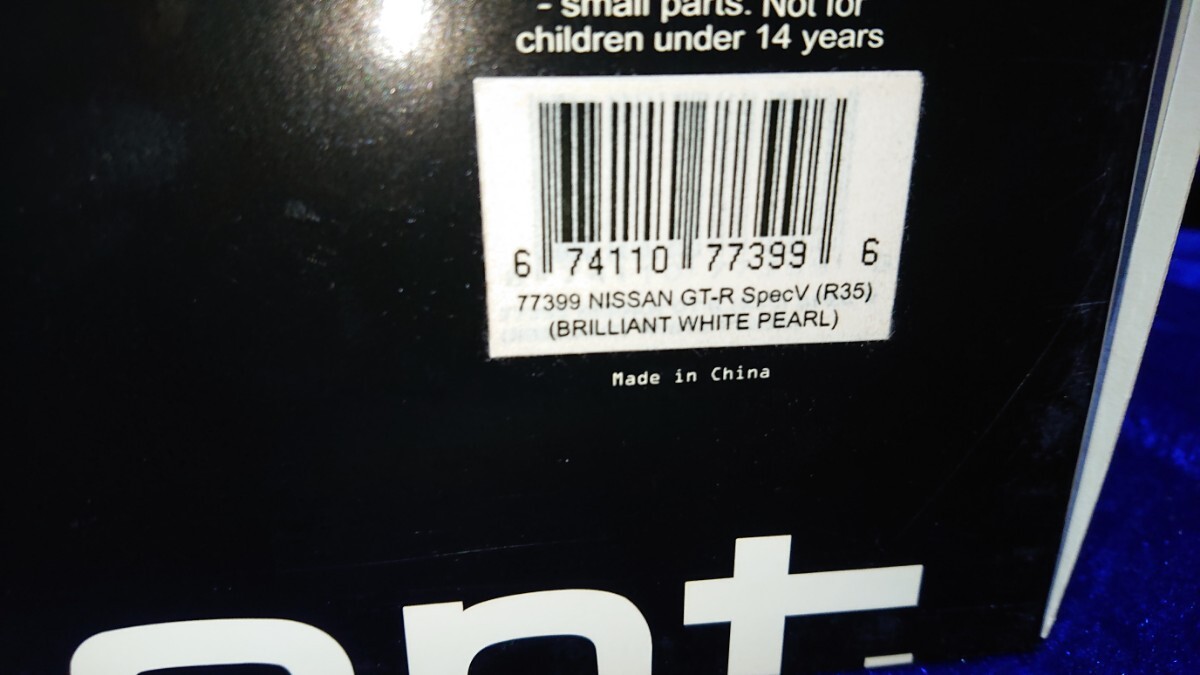 - small parts. Not for
children under 14 years
6 74110 77399 6
77399 NISSAN GT-R SpecV (R35)
(BRILLIANT WHITE PEARL)
Made in China